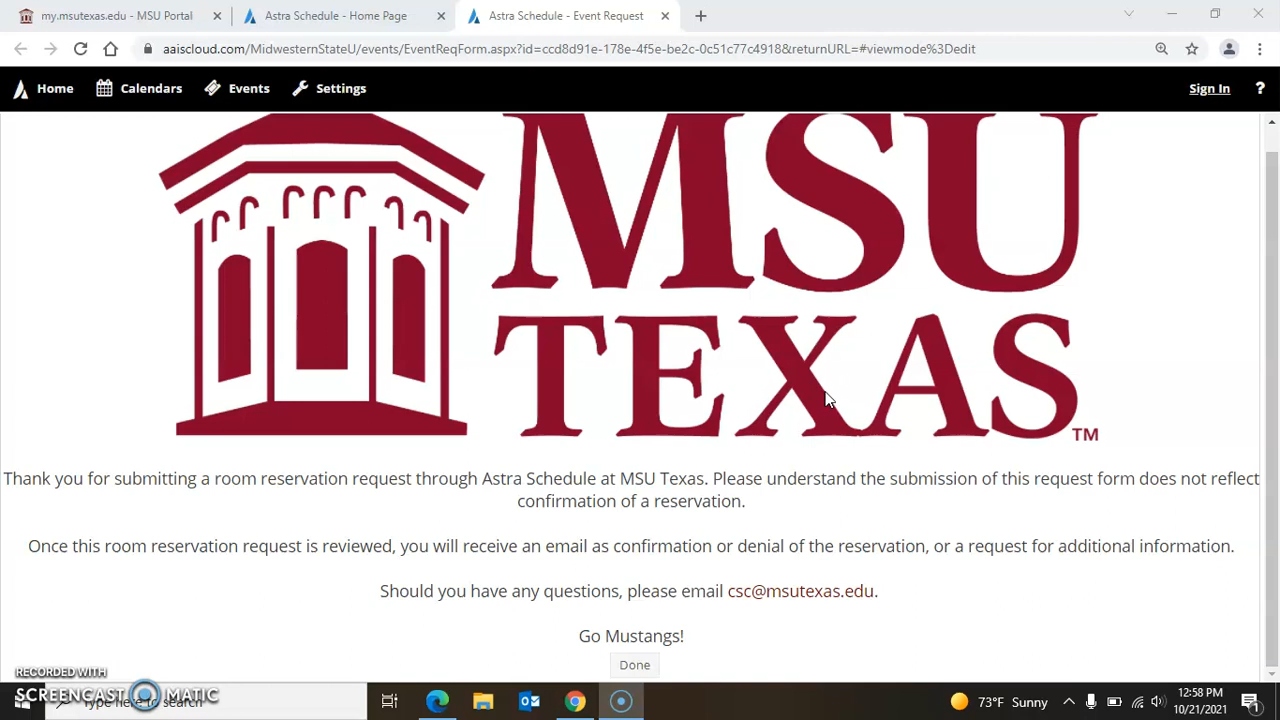 my.msutexas.edu - MSU Portal
Astra Schedule - Home Page
Astra Schedule - Event Request
aaiscloud.com/MidwesternStateU/events/EventReqForm.aspx?id=ccd8d91e-178e-4f5e-be2c-0c51c77c4918&returnURL=#viewmode%3Dedit
Home Calendars Events Settings Sign In ?
MSU
TEXAS TM
Thank you for submitting a room reservation request through Astra Schedule at MSU Texas. Please understand the submission of this request form does not reflect
confirmation of a reservation.
Once this room reservation request is reviewed, you will receive an email as confirmation or denial of the reservation, or a request for additional information.
Should you have any questions, please email csc@msutexas.edu.
Go Mustangs!
Done
RECORDED WITH
SCREENCAST MATIC
Type here to search
73°F Sunny
12:58 PM
10/21/2021
1